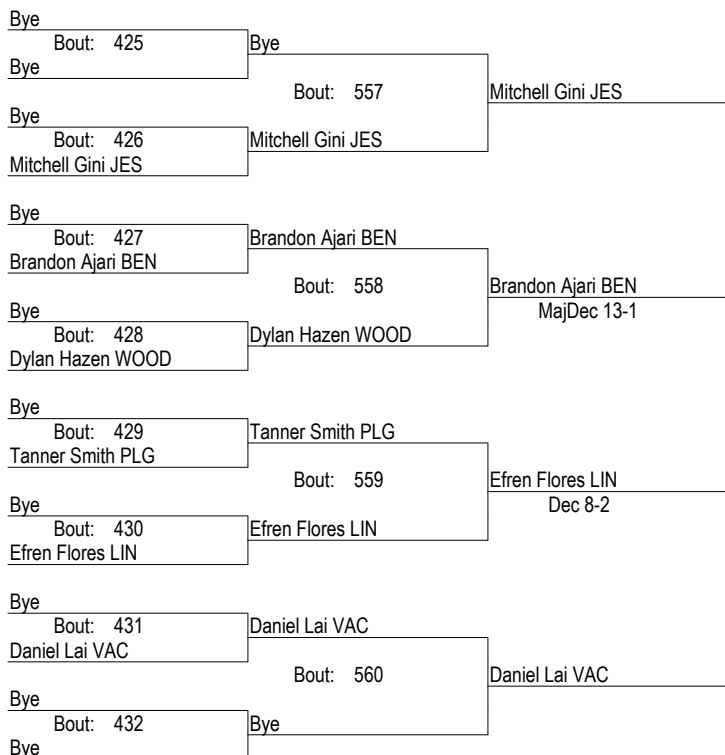 Bye
Bout: 425 Bye
Bye
Bout: 557 Mitchell Gini JES
Bye
Bout: 426 Mitchell Gini JES
Mitchell Gini JES
Bye
Bout: 427 Brandon Ajari BEN
Brandon Ajari BEN
Bout: 558 Brandon Ajari BEN
Bye MajDec 13-1
Bout: 428 Dylan Hazen WOOD
Dylan Hazen WOOD
Bye
Bout: 429 Tanner Smith PLG
Tanner Smith PLG
Bout: 559 Efren Flores LIN
Bye Dec 8-2
Bout: 430 Efren Flores LIN
Efren Flores LIN
Bye
Bout: 431 Daniel Lai VAC
Daniel Lai VAC
Bout: 560 Daniel Lai VAC
Bye
Bout: 432 Bye
Bye